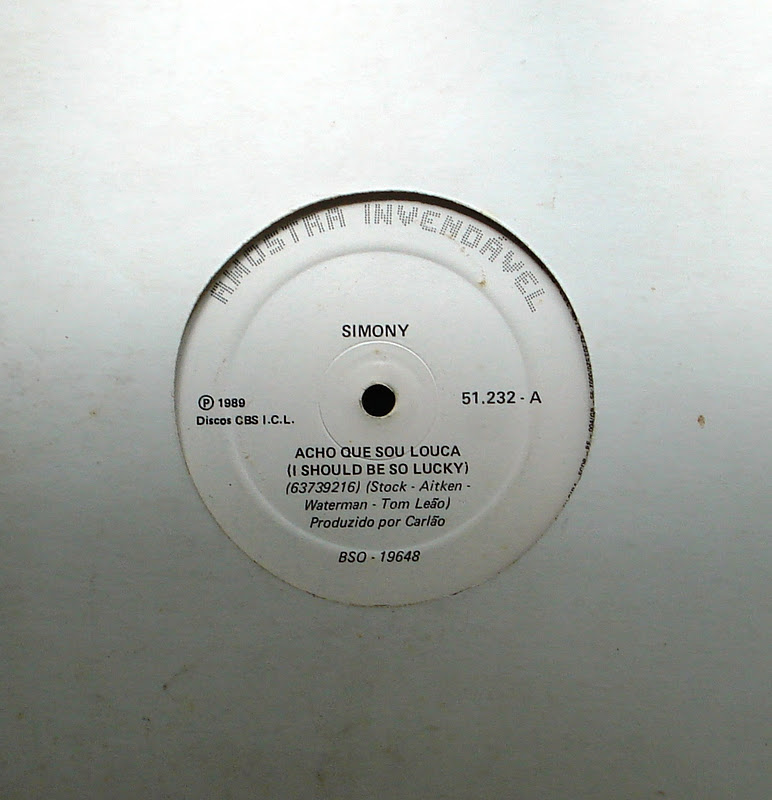 AMOSTRA INVENDÁVEL
SIMONY
℗ 1989
Discos CBS I.C.L.
51.232 - A
ACHO QUE SOU LOUCA
(I SHOULD BE SO LUCKY)
(63739216) (Stock - Aitken -
Waterman - Tom Leão)
Produzido por Carlão
BSO - 19648